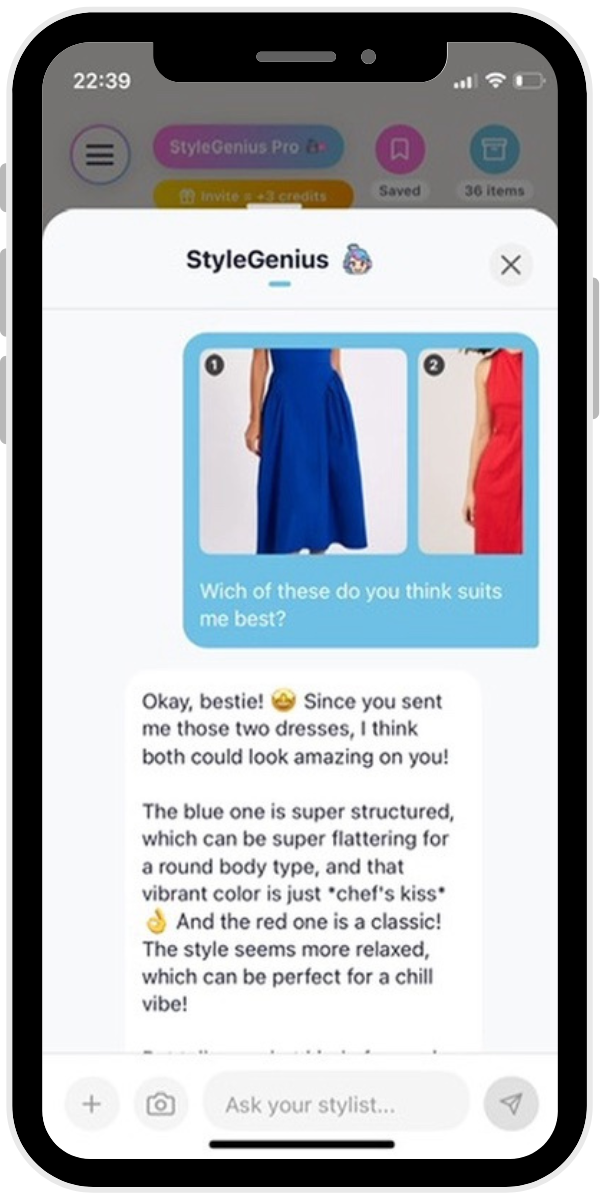 22:39
StyleGenius Pro
Invite = +3 credits
Saved
36 items
StyleGenius
1
2
Wich of these do you think suits
me best?
Okay, bestie! 🤩 Since you sent
me those two dresses, I think
both could look amazing on you!
The blue one is super structured,
which can be super flattering for
a round body type, and that
vibrant color is just *chef's kiss*
👌 And the red one is a classic!
The style seems more relaxed,
which can be perfect for a chill
vibe!
Ask your stylist...